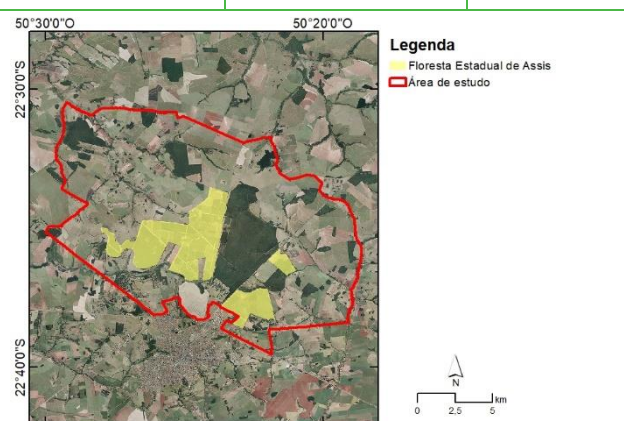 50°30'0"O
50°20'0"O
22°30'0"S
22°40'0"S
Legenda
Floresta Estadual de Assis
Área de estudo
N
km
0 2,5 5